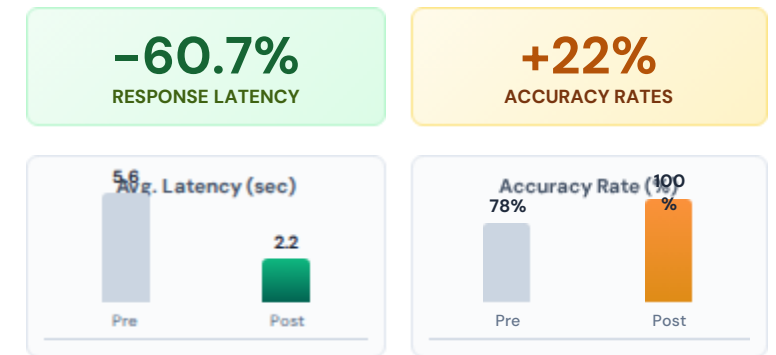 −60.7%
RESPONSE LATENCY
+22%
ACCURACY RATES
Avg. Latency (sec)
5.6
2.2
Pre
Post
Accuracy Rate (%)
78%
100
%
Pre
Post